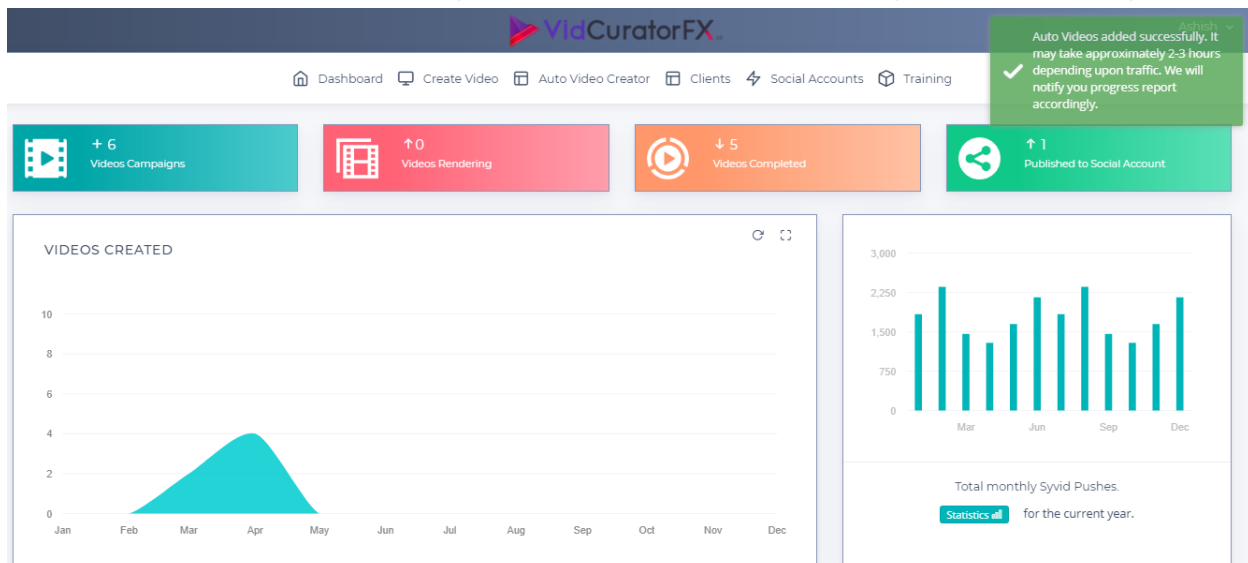 VidCuratorFX
Ashish
Auto Videos added successfully. It
may take approximately 2-3 hours
depending upon traffic. We will
notify you progress report
accordingly.
Dashboard Create Video Auto Video Creator Clients Social Accounts Training
+ 6
Videos Campaigns
↑0
Videos Rendering
↓ 5
Videos Completed
↑ 1
Published to Social Account
VIDEOS CREATED
10
8
6
4
2
0
Jan Feb Mar Apr May Jun Jul Aug Sep Oct Nov Dec
3,000
2,250
1,500
750
0
Mar Jun Sep Dec
Total monthly Syvid Pushes.
Statistics for the current year.